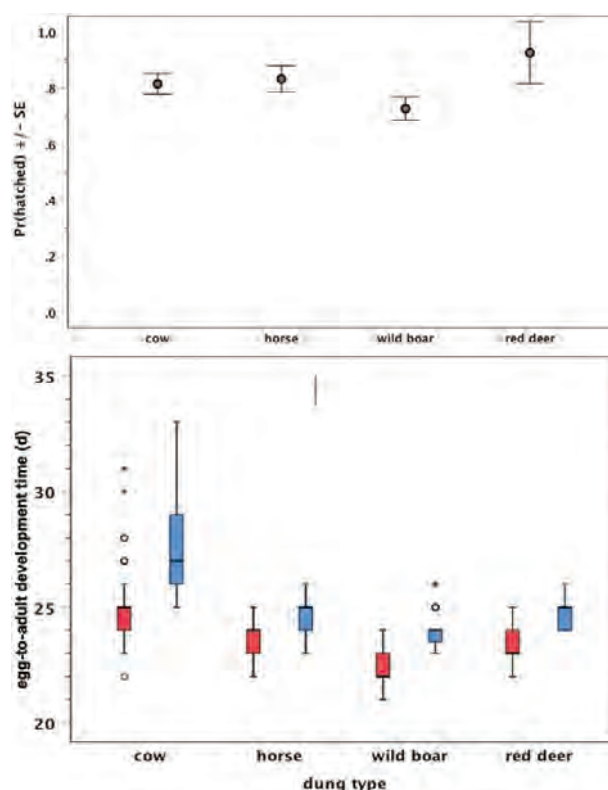 Pr(hatched) +/- SE
1.0
.8
.6
.4
.2
.0
cow horse wild boar red deer
egg-to-adult development time (d)
35
30
25
20
cow horse wild boar red deer
dung type